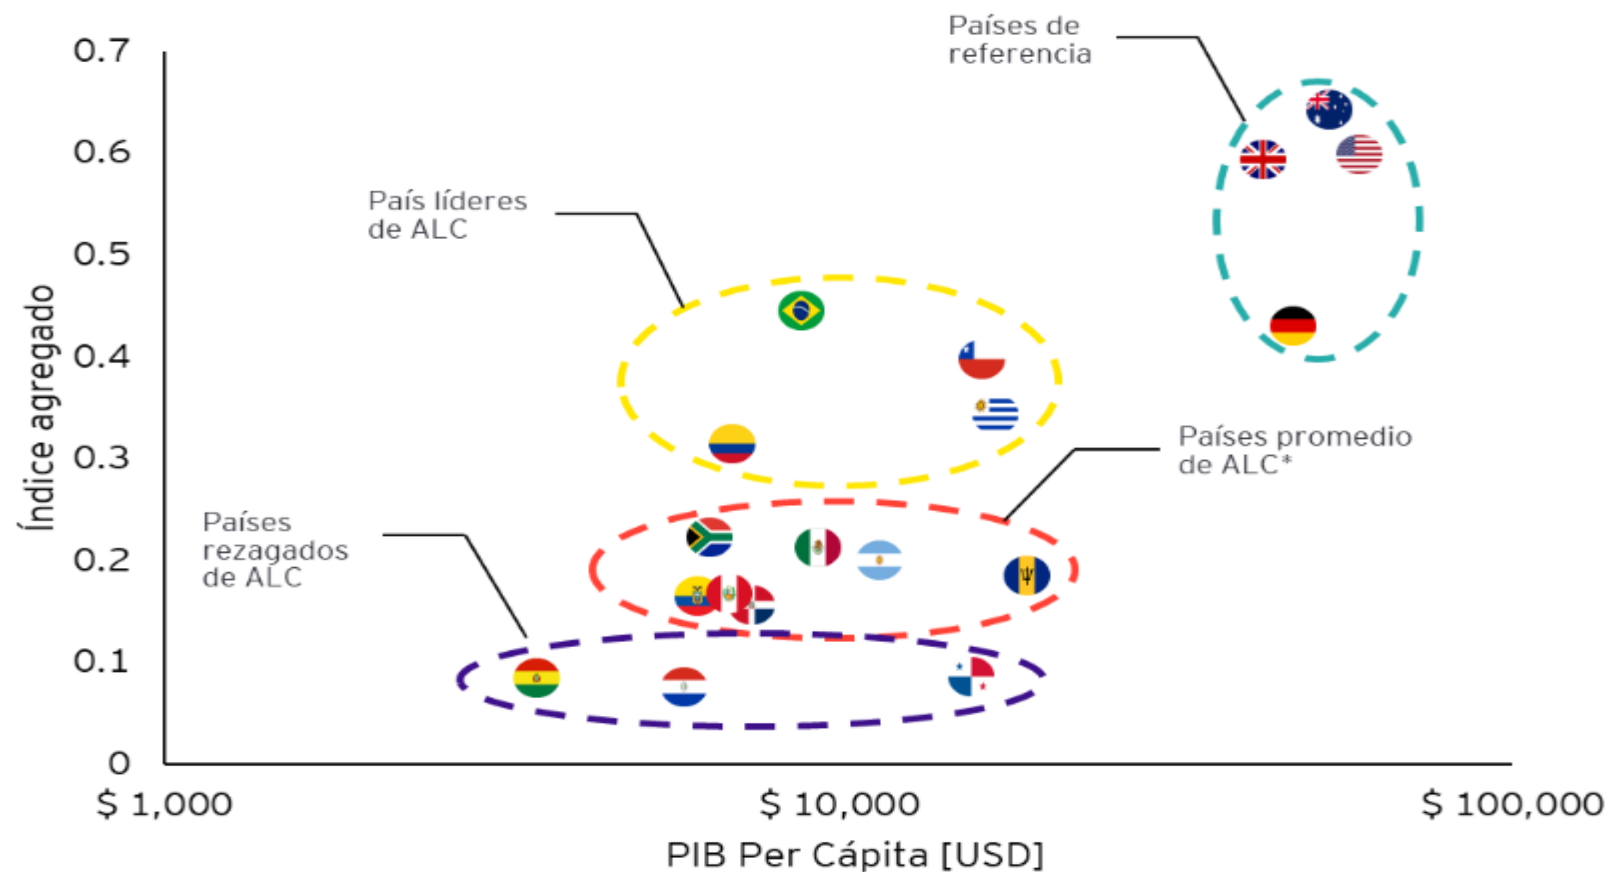 Países de
referencia
0.7
0.6
País líderes
de ALC
0.5
0.4
Países promedio
de ALC*
0.3
Países
rezagados
de ALC
0.2
0.1
0
Índice agregado
$ 1,000
$ 10,000
$ 100,000
PIB Per Cápita [USD]